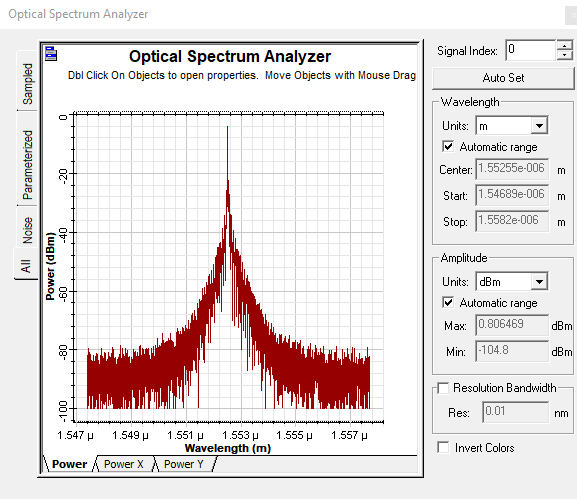 Optical Spectrum Analyzer
Optical Spectrum Analyzer
Dbl Click On Objects to open properties. Move Objects with Mouse Drag
Sampled
Parameterized
Noise
All
Power (dBm)
0
-20
-40
-60
-80
-100
1.547 µ 1.549 µ 1.551 µ 1.553 µ 1.555 µ 1.557 µ
Wavelength (m)
Power Power X Power Y
Signal Index: 0
Auto Set
Wavelength
Units: m
Automatic range
Center: 1.55255e-006 m
Start: 1.54689e-006 m
Stop: 1.5582e-006 m
Amplitude
Units: dBm
Automatic range
Max: 0.806469 dBm
Min: -104.8 dBm
Resolution Bandwidth
Res: 0.01 nm
Invert Colors